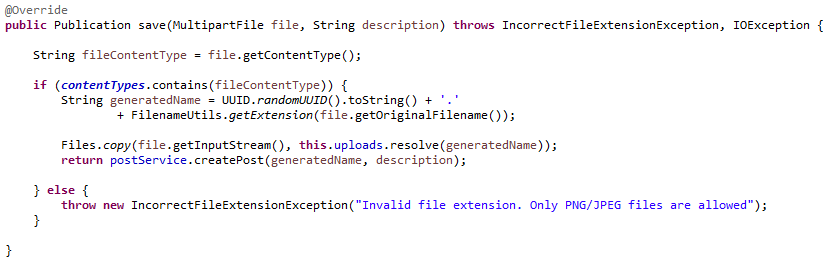 @Override
public Publication save(MultipartFile file, String description) throws IncorrectFileExtensionException, IOException {
String fileContentType = file.getContentType();
if (contentTypes.contains(fileContentType)) {
String generatedName = UUID.randomUUID().toString() + '.'
+ FilenameUtils.getExtension(file.getOriginalFilename());
Files.copy(file.getInputStream(), this.uploads.resolve(generatedName));
return postService.createPost(generatedName, description);
} else {
throw new IncorrectFileExtensionException("Invalid file extension. Only PNG/JPEG files are allowed");
}
}